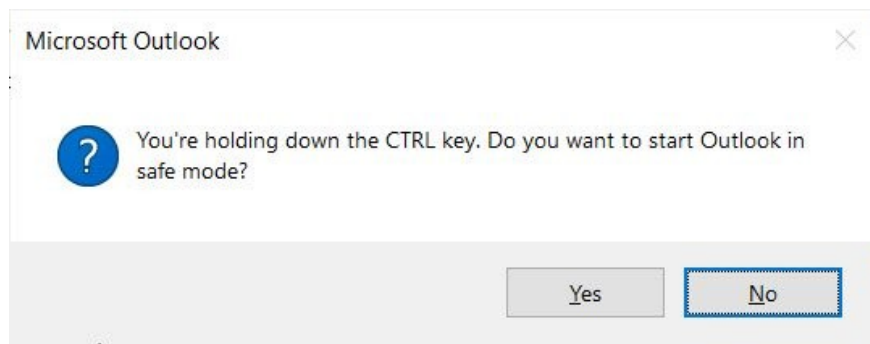 Microsoft Outlook
You're holding down the CTRL key. Do you want to start Outlook in
safe mode?
Yes
No